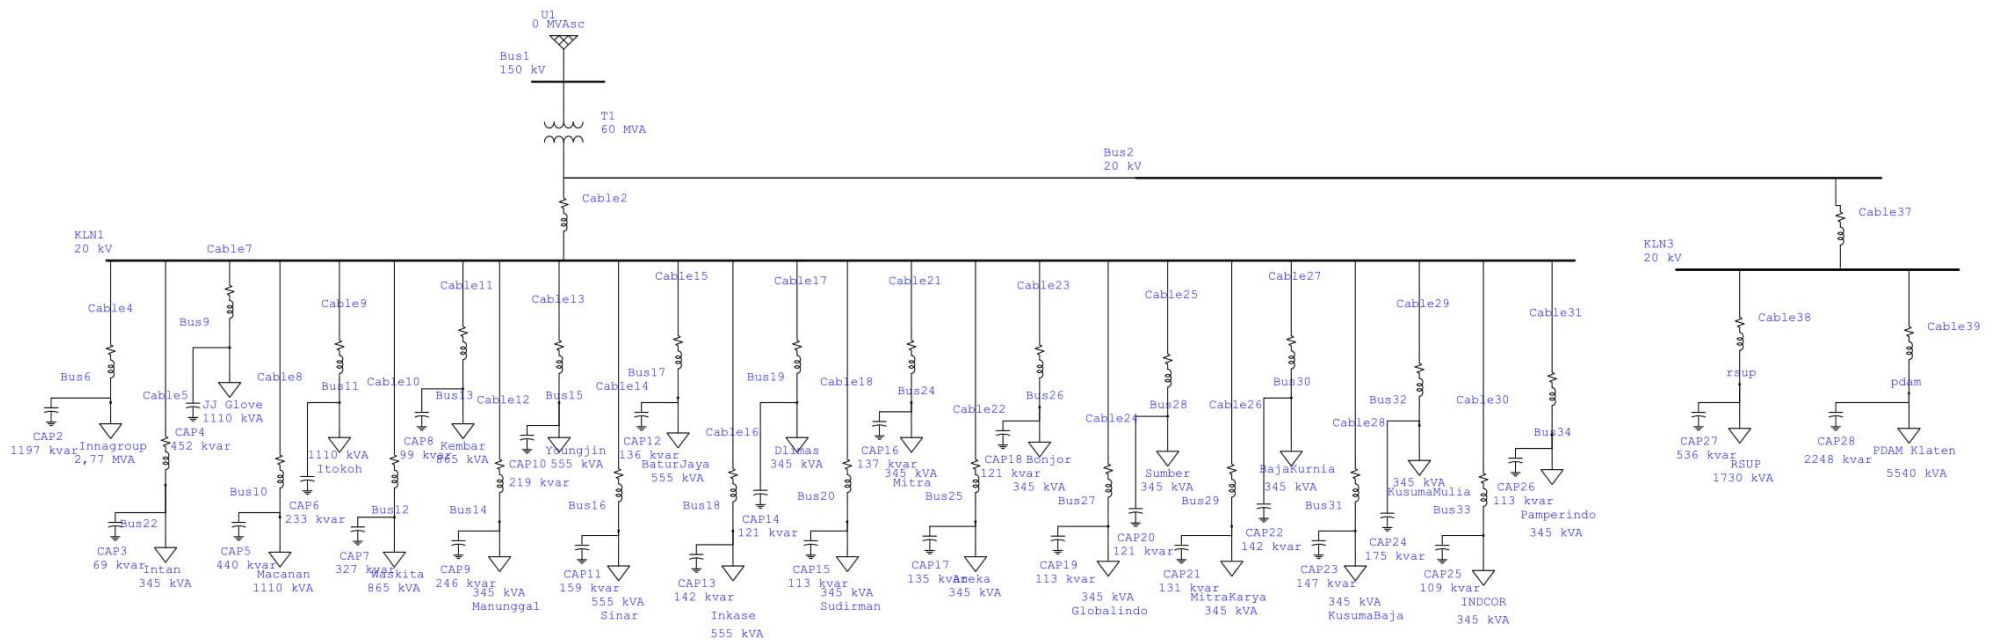 U1
0 MVAsc
Bus1
150 kV
T1
60 MVA
Bus2
20 kV
Cable2
Cable37
KLN1
20 kV
Cable7
KLN3
20 kV
Cable4
Cable9
Cable11
Cable13
Cable15
Cable17
Cable21
Cable23
Cable25
Cable27
Cable29
Cable31
Cable38
Cable39
Bus9
Bus6
Cable5
Cable8
Bus11
Cable10
Bus13
Cable12
Bus15
Bus17
Cable14
Bus19
Cable18
Bus24
Cable22
Bus26
Cable24
Bus28
Cable26
Bus30
Cable28
Bus32
Cable30
Bus34
rsup
pdam
CAP2
1197 kvar
Innagroup
2,77 MVA
CAP4
452 kvar
JJ Glove
1110 kVA
CAP6
233 kvar
1110 kVA
Itokoh
CAP8
99 kvar
Kembar
865 kVA
CAP10
219 kvar
Youngjin
555 kVA
CAP12
136 kvar
BaturJaya
555 kVA
Cable16
CAP14
121 kvar
Dlimas
345 kVA
CAP16
137 kvar
345 kVA
Mitra
CAP18
121 kvar
Bonjor
345 kVA
CAP20
121 kvar
Sumber
345 kVA
CAP22
142 kvar
BajaKurnia
345 kVA
CAP24
175 kvar
345 kVA
KusumaMulia
CAP26
113 kvar
Pamperindo
345 kVA
CAP27
536 kvar
RSUP
1730 kVA
CAP28
2248 kvar
PDAM Klaten
5540 kVA
Bus22
CAP3
69 kvar
Intan
345 kVA
Bus10
CAP5
440 kvar
Macanan
1110 kVA
Bus12
CAP7
327 kvar
Waskita
865 kVA
Bus14
CAP9
246 kvar
345 kVA
Manunggal
Bus16
CAP11
159 kvar
555 kVA
Sinar
Bus18
CAP13
142 kvar
Inkase
555 kVA
Bus20
CAP15
113 kvar
345 kVA
Sudirman
Bus25
CAP17
135 kvar
Aneka
345 kVA
Bus27
CAP19
113 kvar
345 kVA
Globalindo
Bus29
CAP21
131 kvar
MitraKarya
345 kVA
Bus31
CAP23
147 kvar
345 kVA
KusumaBaja
Bus33
CAP25
109 kvar
INDCOR
345 kVA